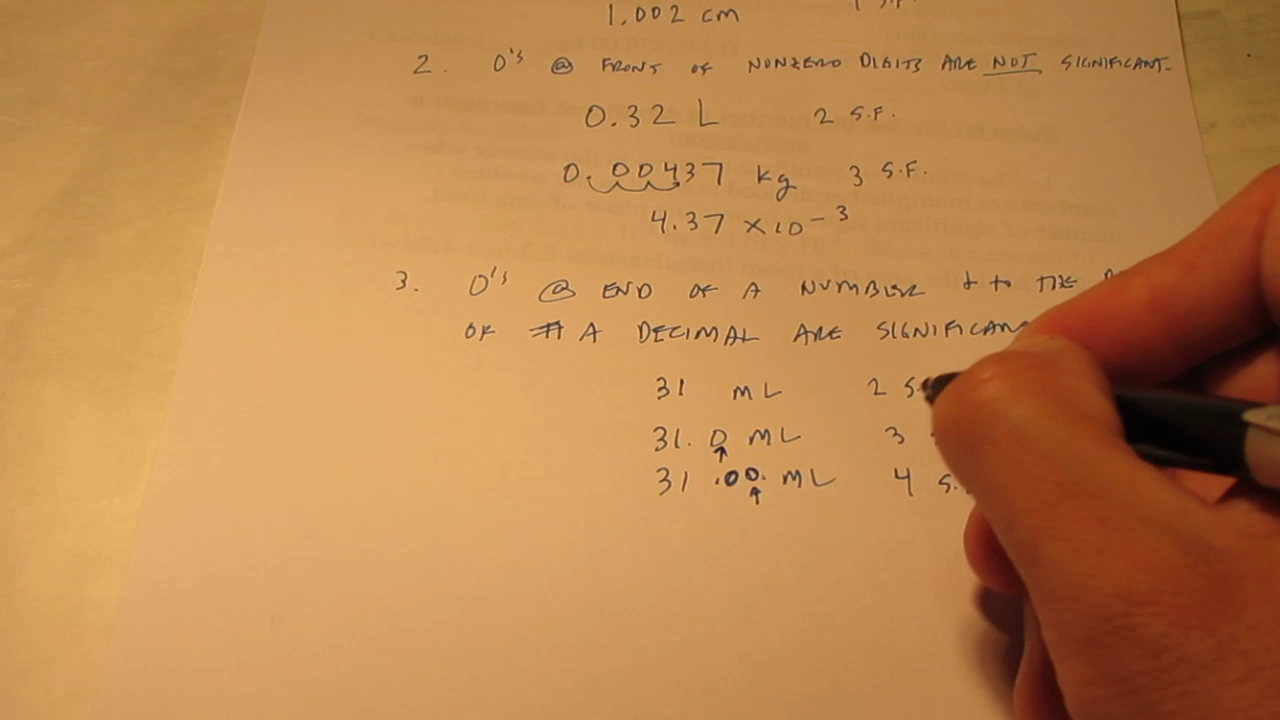 1,002 cm S.F.
2. 0's @ FRONT OF NONZERO DIGITS ARE NOT SIGNIFICANT.
0.32 L 2 S.F.
0.00437 kg 3 S.F.
4.37 x 10-3
3. 0's @ END OF A NUMBER & to THE
OF A DECIMAL ARE SIGNIFICAN
31 mL 2 S.
31.0 mL 3
31.00 mL 4 S.